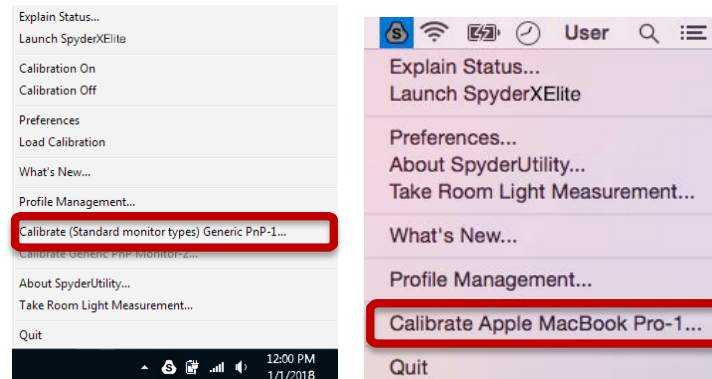 Explain Status...
Launch SpyderXElite
Calibration On
Calibration Off
Preferences
Load Calibration
What's New...
Profile Management...
Calibrate (Standard monitor types) Generic PnP-1...
Calibrate Generic PnP Monitor-2...
About SpyderUtility...
Take Room Light Measurement...
Quit
S
12:00 PM
1/1/2018
S
User
Explain Status...
Launch SpyderXElite
Preferences...
About SpyderUtility...
Take Room Light Measurement...
What's New...
Profile Management...
Calibrate Apple MacBook Pro-1...
Quit